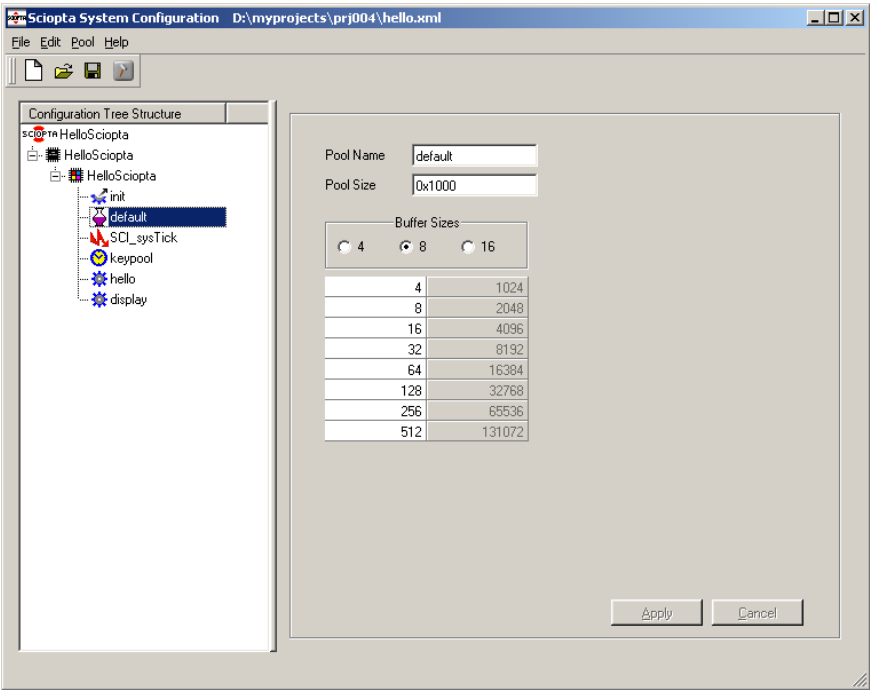 Sciopta System Configuration D:\myprojects\prj004\hello.xml
File Edit Pool Help
Configuration Tree Structure
SCIOPTA HelloSciopta
HelloSciopta
HelloSciopta
init
default
SCI_sysTick
keypool
hello
display
Pool Name default
Pool Size 0x1000
Buffer Sizes
4 8 16
4 1024
8 2048
16 4096
32 8192
64 16384
128 32768
256 65536
512 131072
Apply Cancel